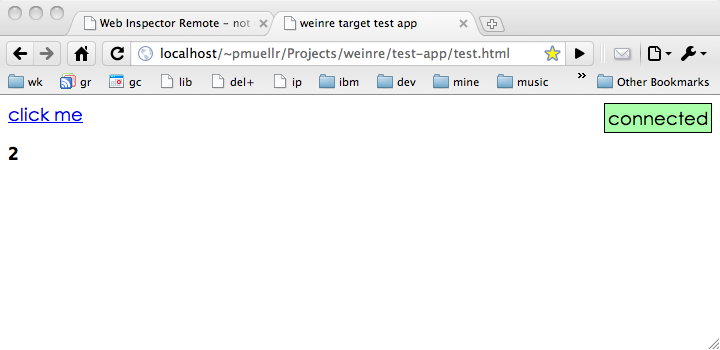 Web Inspector Remote – not
weinre target test app
localhost/~pmuellr/Projects/weinre/test-app/test.html
wk gr gc lib del+ ip ibm dev mine music » Other Bookmarks
click me
connected
2